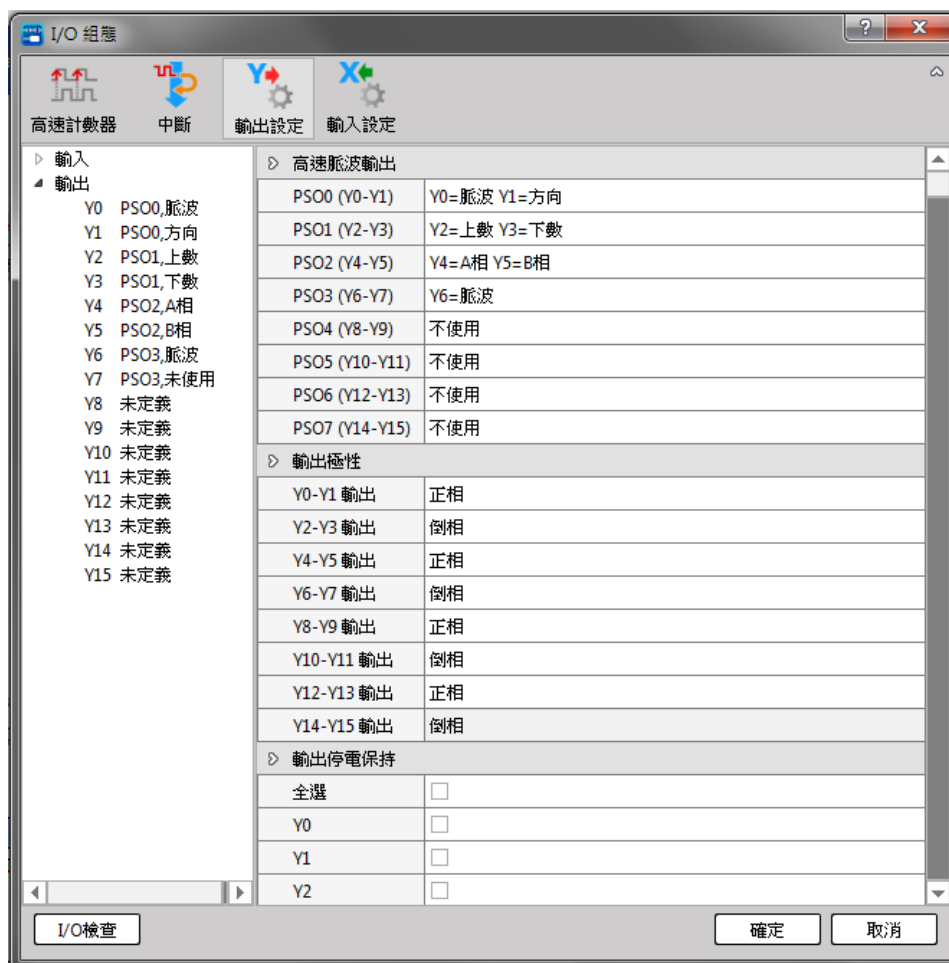 I/O 組態
高速計數器 中斷 輸出設定 輸入設定
輸入
輸出
Y0 PSO0,脈波
Y1 PSO0,方向
Y2 PSO1,上數
Y3 PSO1,下數
Y4 PSO2,A相
Y5 PSO2,B相
Y6 PSO3,脈波
Y7 PSO3,未使用
Y8 未定義
Y9 未定義
Y10 未定義
Y11 未定義
Y12 未定義
Y13 未定義
Y14 未定義
Y15 未定義
高速脈波輸出
PSO0 (Y0-Y1) Y0=脈波 Y1=方向
PSO1 (Y2-Y3) Y2=上數 Y3=下數
PSO2 (Y4-Y5) Y4=A相 Y5=B相
PSO3 (Y6-Y7) Y6=脈波
PSO4 (Y8-Y9) 不使用
PSO5 (Y10-Y11) 不使用
PSO6 (Y12-Y13) 不使用
PSO7 (Y14-Y15) 不使用
輸出極性
Y0-Y1 輸出 正相
Y2-Y3 輸出 倒相
Y4-Y5 輸出 正相
Y6-Y7 輸出 倒相
Y8-Y9 輸出 正相
Y10-Y11 輸出 倒相
Y12-Y13 輸出 正相
Y14-Y15 輸出 倒相
輸出停電保持
全選
Y0
Y1
Y2
I/O檢查 確定 取消